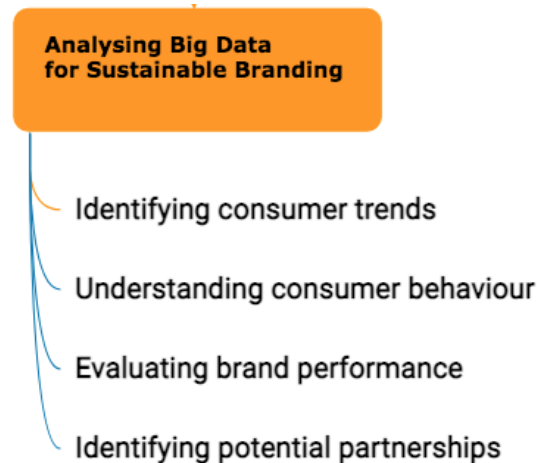 Analysing Big Data
for Sustainable Branding
Identifying consumer trends
Understanding consumer behaviour
Evaluating brand performance
Identifying potential partnerships